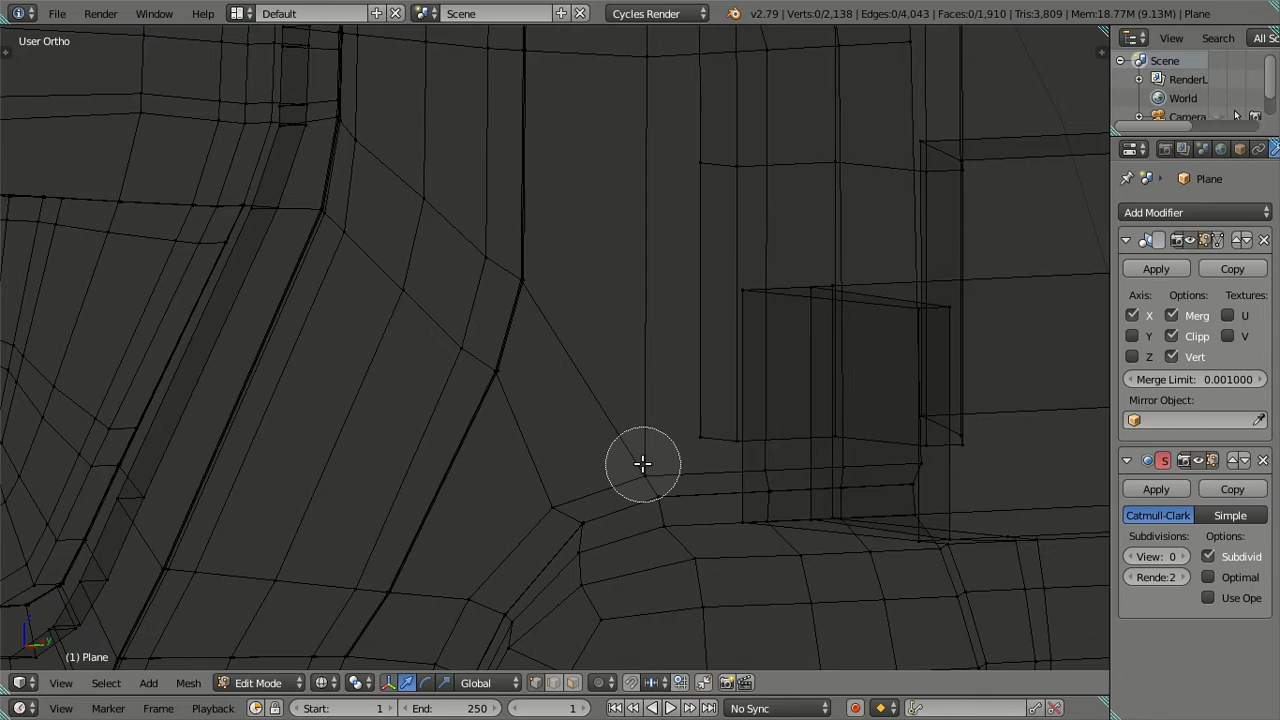 File Render Window Help Default Scene Cycles Render v2.79 | Verts:0/2,138 | Edges:0/4,043 | Faces:0/1,910 | Tris:3,809 | Mem:18.77M (9.13M) | Plane
User Ortho
View Search All Sc
Scene
RenderL
World
Camera
Plane
Add Modifier
Apply Copy
Axis: Options: Textures:
X Merg U
Y Clipp V
Z Vert
Merge Limit: 0.001000
Mirror Object:
S
Apply Copy
Catmull-Clark Simple
Subdivisions: Options:
View: 0 Subdivid
Rende:2 Optimal
Use Ope
z
y
(1) Plane
View Select Add Mesh Edit Mode Global
View Marker Frame Playback Start: 1 End: 250 1 No Sync